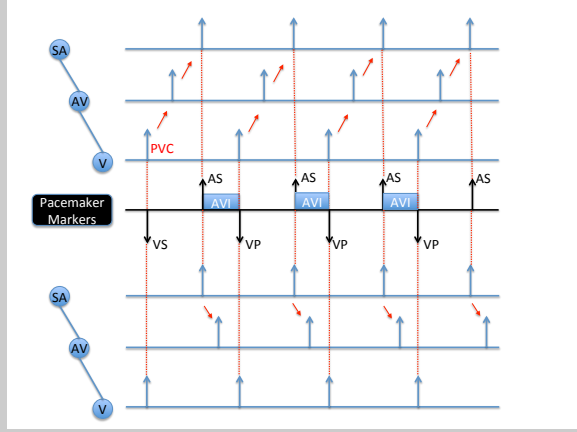 SA
AV
PVC
V
AS AS AS AS
Pacemaker
Markers
AVI AVI AVI
VS VP VP VP
SA
AV
V